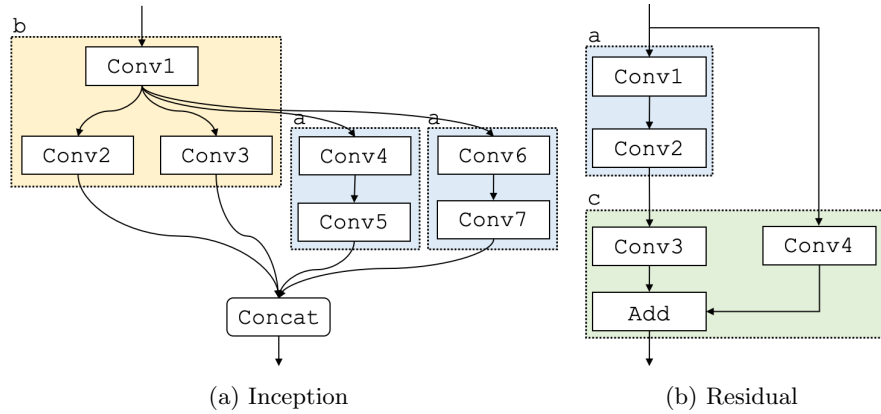 b
Conv1
Conv2
Conv3
a
Conv4
Conv5
a
Conv6
Conv7
Concat
(a) Inception
a
Conv1
Conv2
c
Conv3
Conv4
Add
(b) Residual